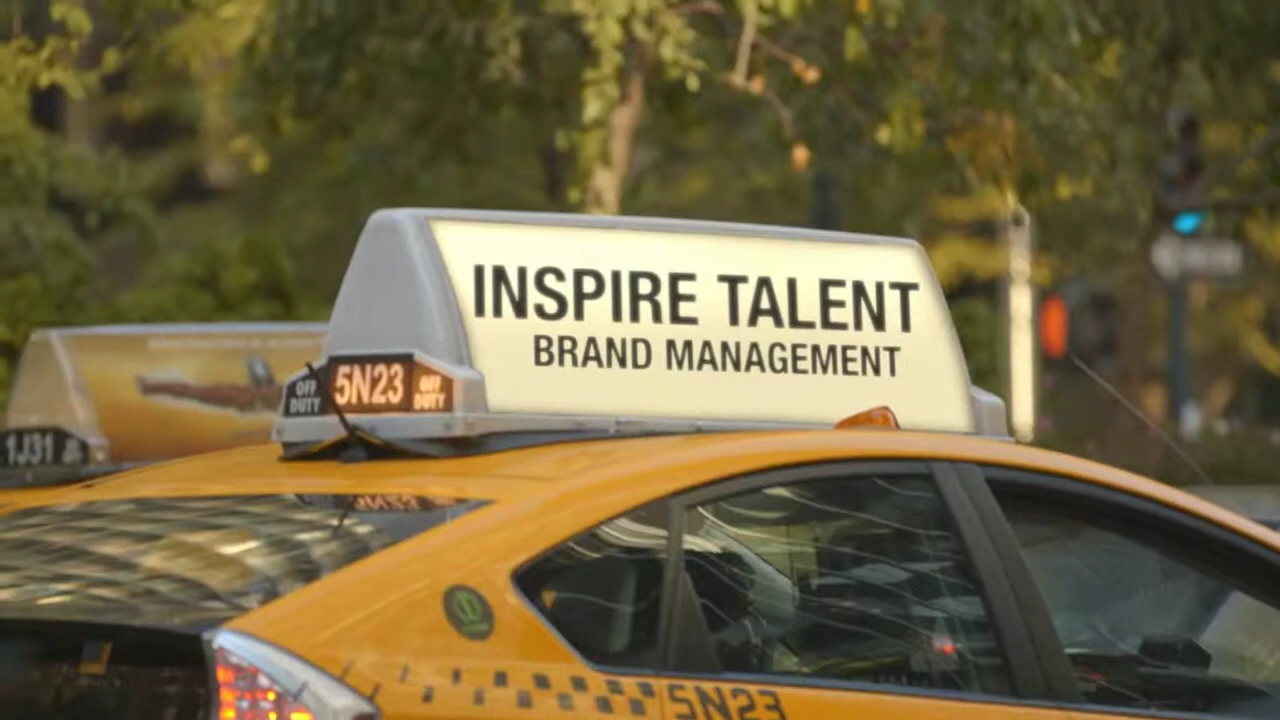 INSPIRE TALENT
BRAND MANAGEMENT
OFF DUTY
5N23
OFF DUTY
1J31
5N23